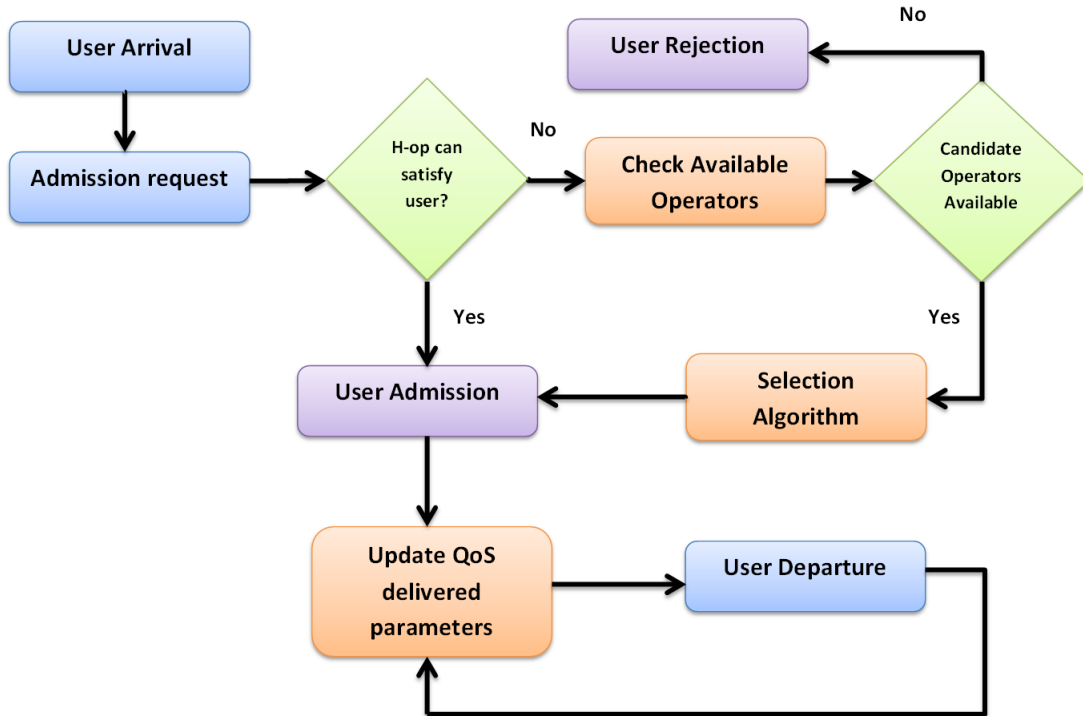 User Arrival
User Rejection
No
Admission request
H-op can
satisfy
user?
No
Check Available
Operators
Candidate
Operators
Available
Yes
Yes
User Admission
Selection
Algorithm
Update QoS
delivered
parameters
User Departure